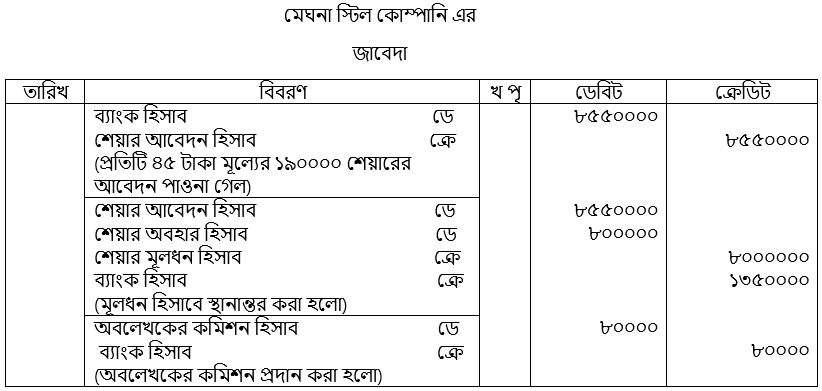 মেঘনা স্টিল কোম্পানি এর
জাবেদা
তারিখ বিবরণ খ পৃ ডেবিট ক্রেডিট
ব্যাংক হিসাব ডে ৮৫৫০০০০
শেয়ার আবেদন হিসাব ক্রে ৮৫৫০০০০
(প্রতিটি ৪৫ টাকা মূল্যের ১৯০০০০ শেয়ারের
আবেদন পাওনা গেল)
শেয়ার আবেদন হিসাব ডে ৮৫৫০০০০
শেয়ার অবহার হিসাব ডে ৮০০০০০
শেয়ার মূলধন হিসাব ক্রে ৮০০০০০০
ব্যাংক হিসাব ক্রে ১৩৫০০০০
(মূলধন হিসাবে স্থানান্তর করা হলো)
অবলেখকের কমিশন হিসাব ডে ৮০০০০
ব্যাংক হিসাব ক্রে ৮০০০০
(অবলেখকের কমিশন প্রদান করা হলো)